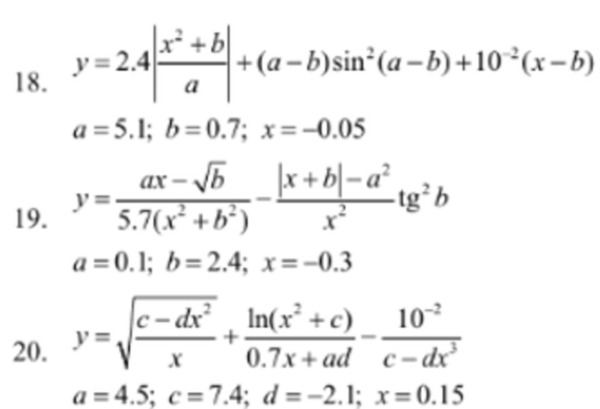 18. y = 2.4|(x² + b)/a| + (a − b)sin²(a − b) + 10⁻²(x − b)
a = 5.1; b = 0.7; x = −0.05
19. y = (ax − √b)/(5.7(x² + b²)) − (|x + b| − a²)/x² tg² b
a = 0.1; b = 2.4; x = −0.3
20. y = √((c − dx²)/x) + ln(x² + c)/(0.7x + ad) − 10⁻²/(c − dx³)
a = 4.5; c = 7.4; d = −2.1; x = 0.15